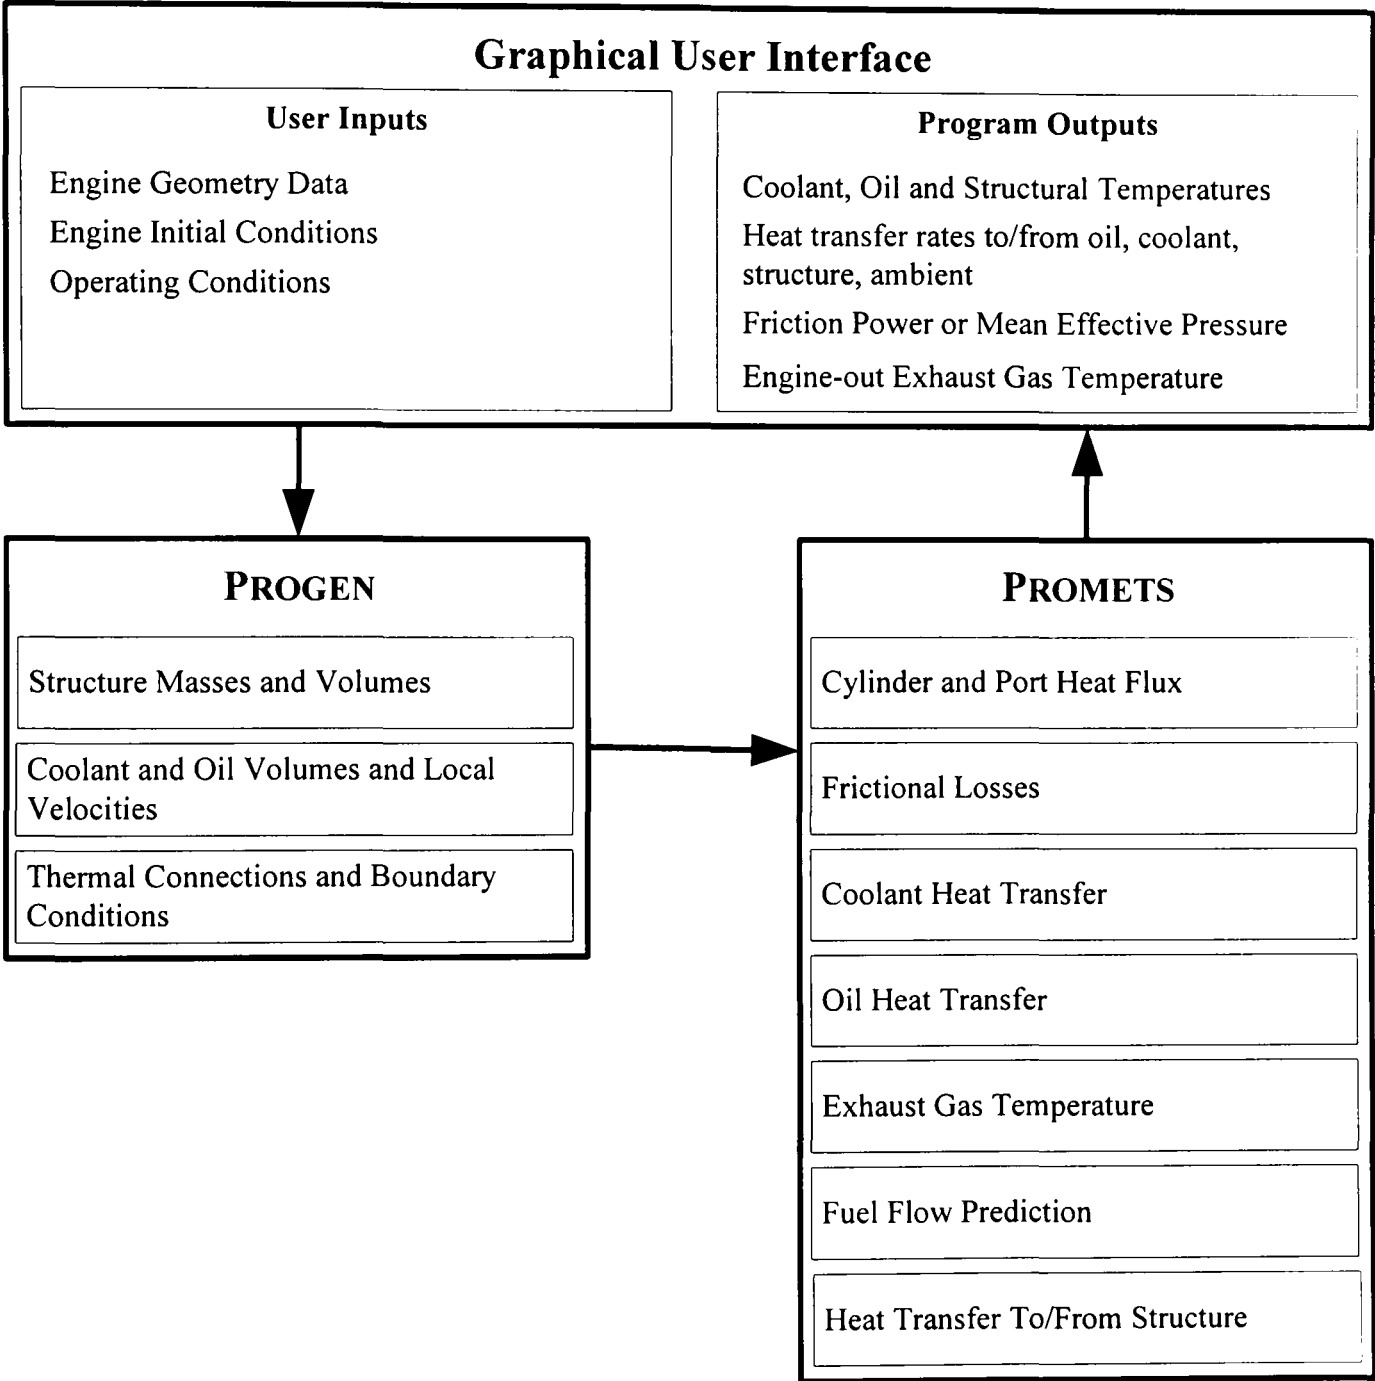 Graphical User Interface
User Inputs
Engine Geometry Data
Engine Initial Conditions
Operating Conditions
Program Outputs
Coolant, Oil and Structural Temperatures
Heat transfer rates to/from oil, coolant,
structure, ambient
Friction Power or Mean Effective Pressure
Engine-out Exhaust Gas Temperature
PROGEN
Structure Masses and Volumes
Coolant and Oil Volumes and Local
Velocities
Thermal Connections and Boundary
Conditions
PROMETS
Cylinder and Port Heat Flux
Frictional Losses
Coolant Heat Transfer
Oil Heat Transfer
Exhaust Gas Temperature
Fuel Flow Prediction
Heat Transfer To/From Structure